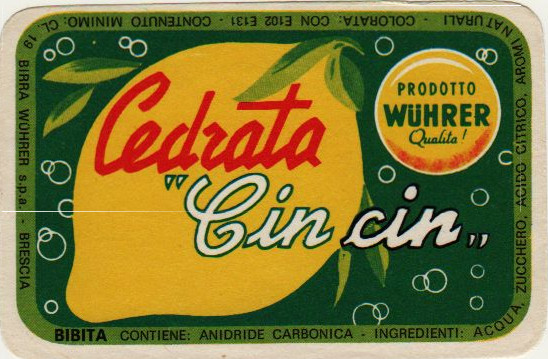 Cedrata
"Cin cin"
PRODOTTO
WÜHRER
Qualita!
BIBITA CONTIENE: ANIDRIDE CARBONICA - INGREDIENTI: ACQUA, ZUCCHERO, ACIDO CITRICO, AROMI NATURALI - COLORATA: CON E102 E131 - CONTENUTO MINIMO: CL. 19
BIRRA WÜHRER s.p.a. - BRESCIA